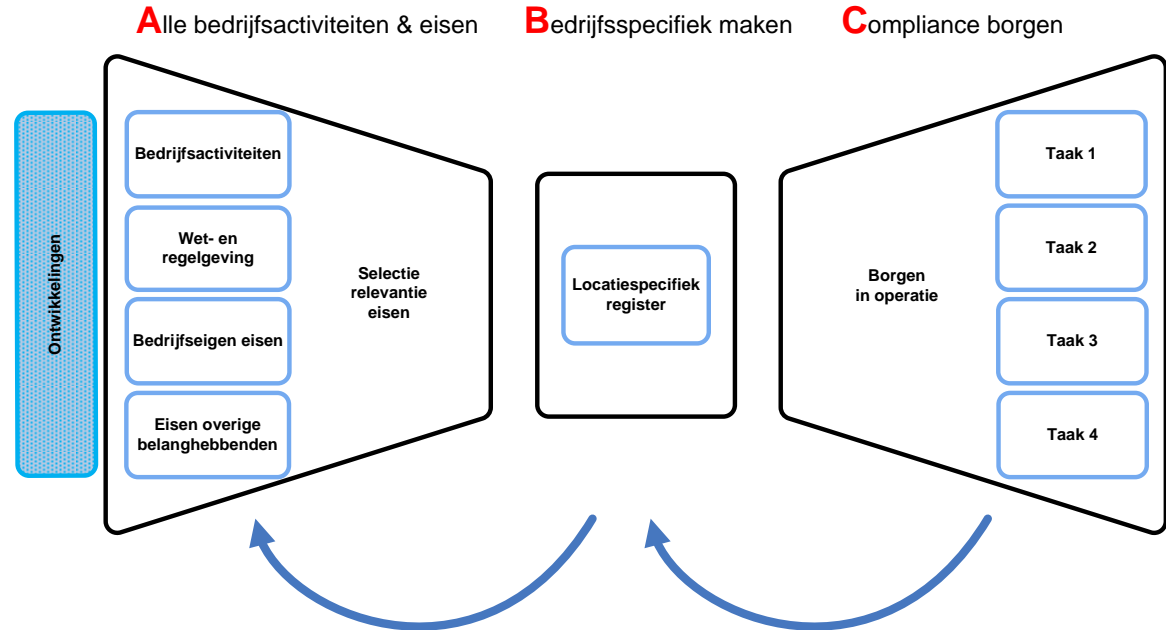 Alle bedrijfsactiviteiten & eisen
Bedrijfsspecifiek maken
Compliance borgen
Ontwikkelingen
Bedrijfsactiviteiten
Wet- en
regelgeving
Bedrijfseigen eisen
Eisen overige
belanghebbenden
Selectie
relevantie
eisen
Locatiespecifiek
register
Borgen
in operatie
Taak 1
Taak 2
Taak 3
Taak 4